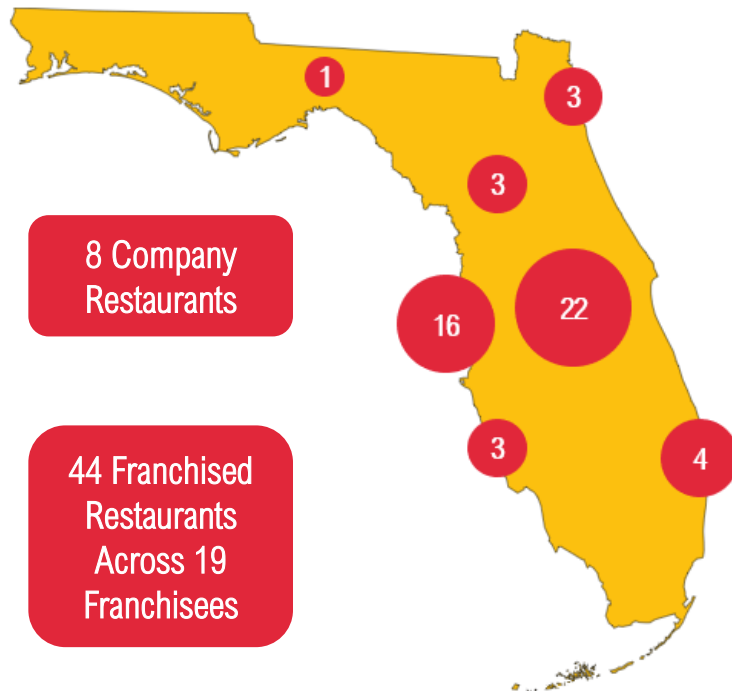 1
3
3
8 Company
Restaurants
16
22
3
4
44 Franchised
Restaurants
Across 19
Franchisees